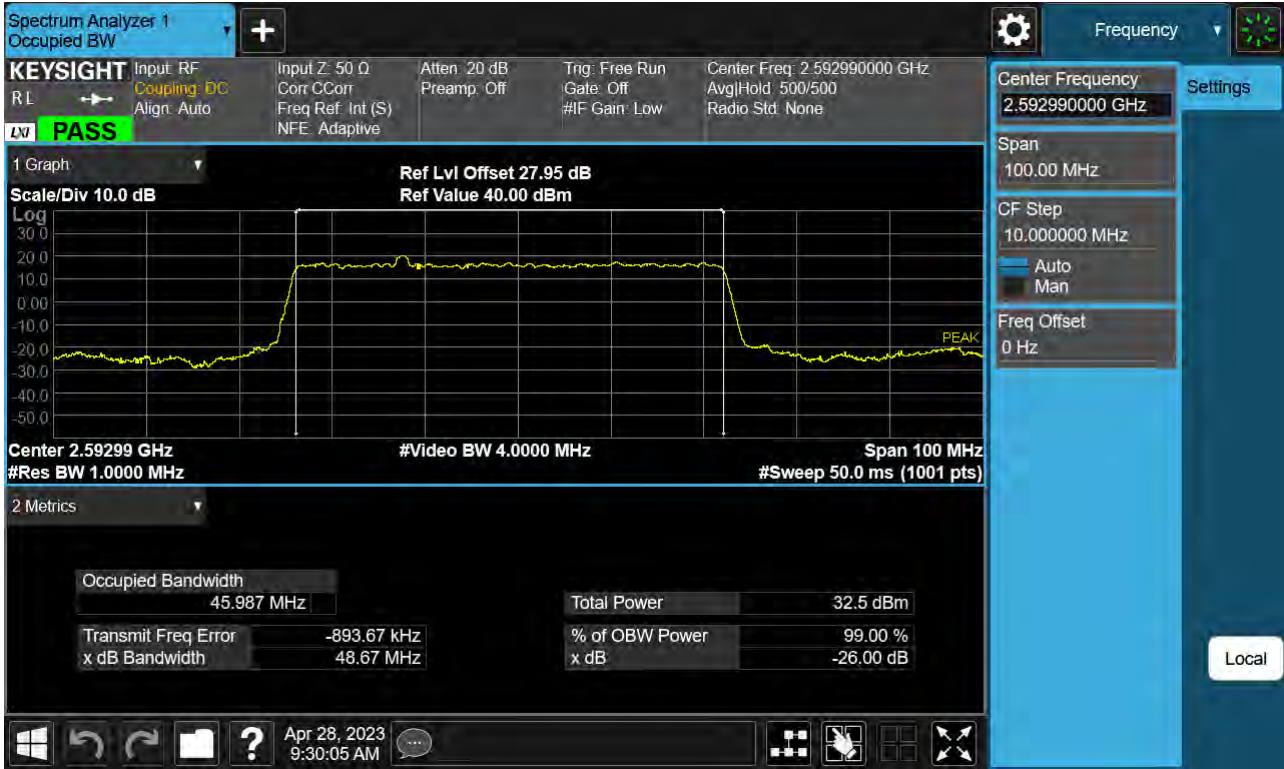 Spectrum Analyzer 1
Occupied BW
Frequency
KEYSIGHT
RL
LXI
PASS
Input: RF
Coupling: DC
Align: Auto
Input Z: 50 Ω
Corr CCorr
Freq Ref: Int (S)
NFE: Adaptive
Atten: 20 dB
Preamp: Off
Trig: Free Run
Gate: Off
#IF Gain: Low
Center Freq: 2.592990000 GHz
Avg|Hold: 500/500
Radio Std: None
Center Frequency
2.592990000 GHz
Settings
Span
100.00 MHz
CF Step
10.000000 MHz
Auto
Man
Freq Offset
0 Hz
Local
1 Graph
Scale/Div 10.0 dB
Ref Lvl Offset 27.95 dB
Ref Value 40.00 dBm
Log
30.0
20.0
10.0
0.00
-10.0
-20.0
-30.0
-40.0
-50.0
PEAK
Center 2.59299 GHz
#Video BW 4.0000 MHz
Span 100 MHz
#Res BW 1.0000 MHz
#Sweep 50.0 ms (1001 pts)
2 Metrics
Occupied Bandwidth
45.987 MHz
Total Power 32.5 dBm
Transmit Freq Error -893.67 kHz
% of OBW Power 99.00 %
x dB Bandwidth 48.67 MHz
x dB -26.00 dB
?
Apr 28, 2023
9:30:05 AM